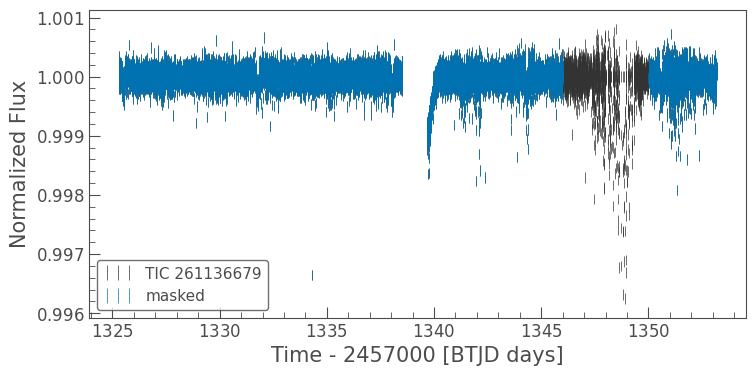 1.001
1.000
0.999
0.998
0.997
0.996
Normalized Flux
TIC 261136679
masked
1325 1330 1335 1340 1345 1350
Time - 2457000 [BTJD days]